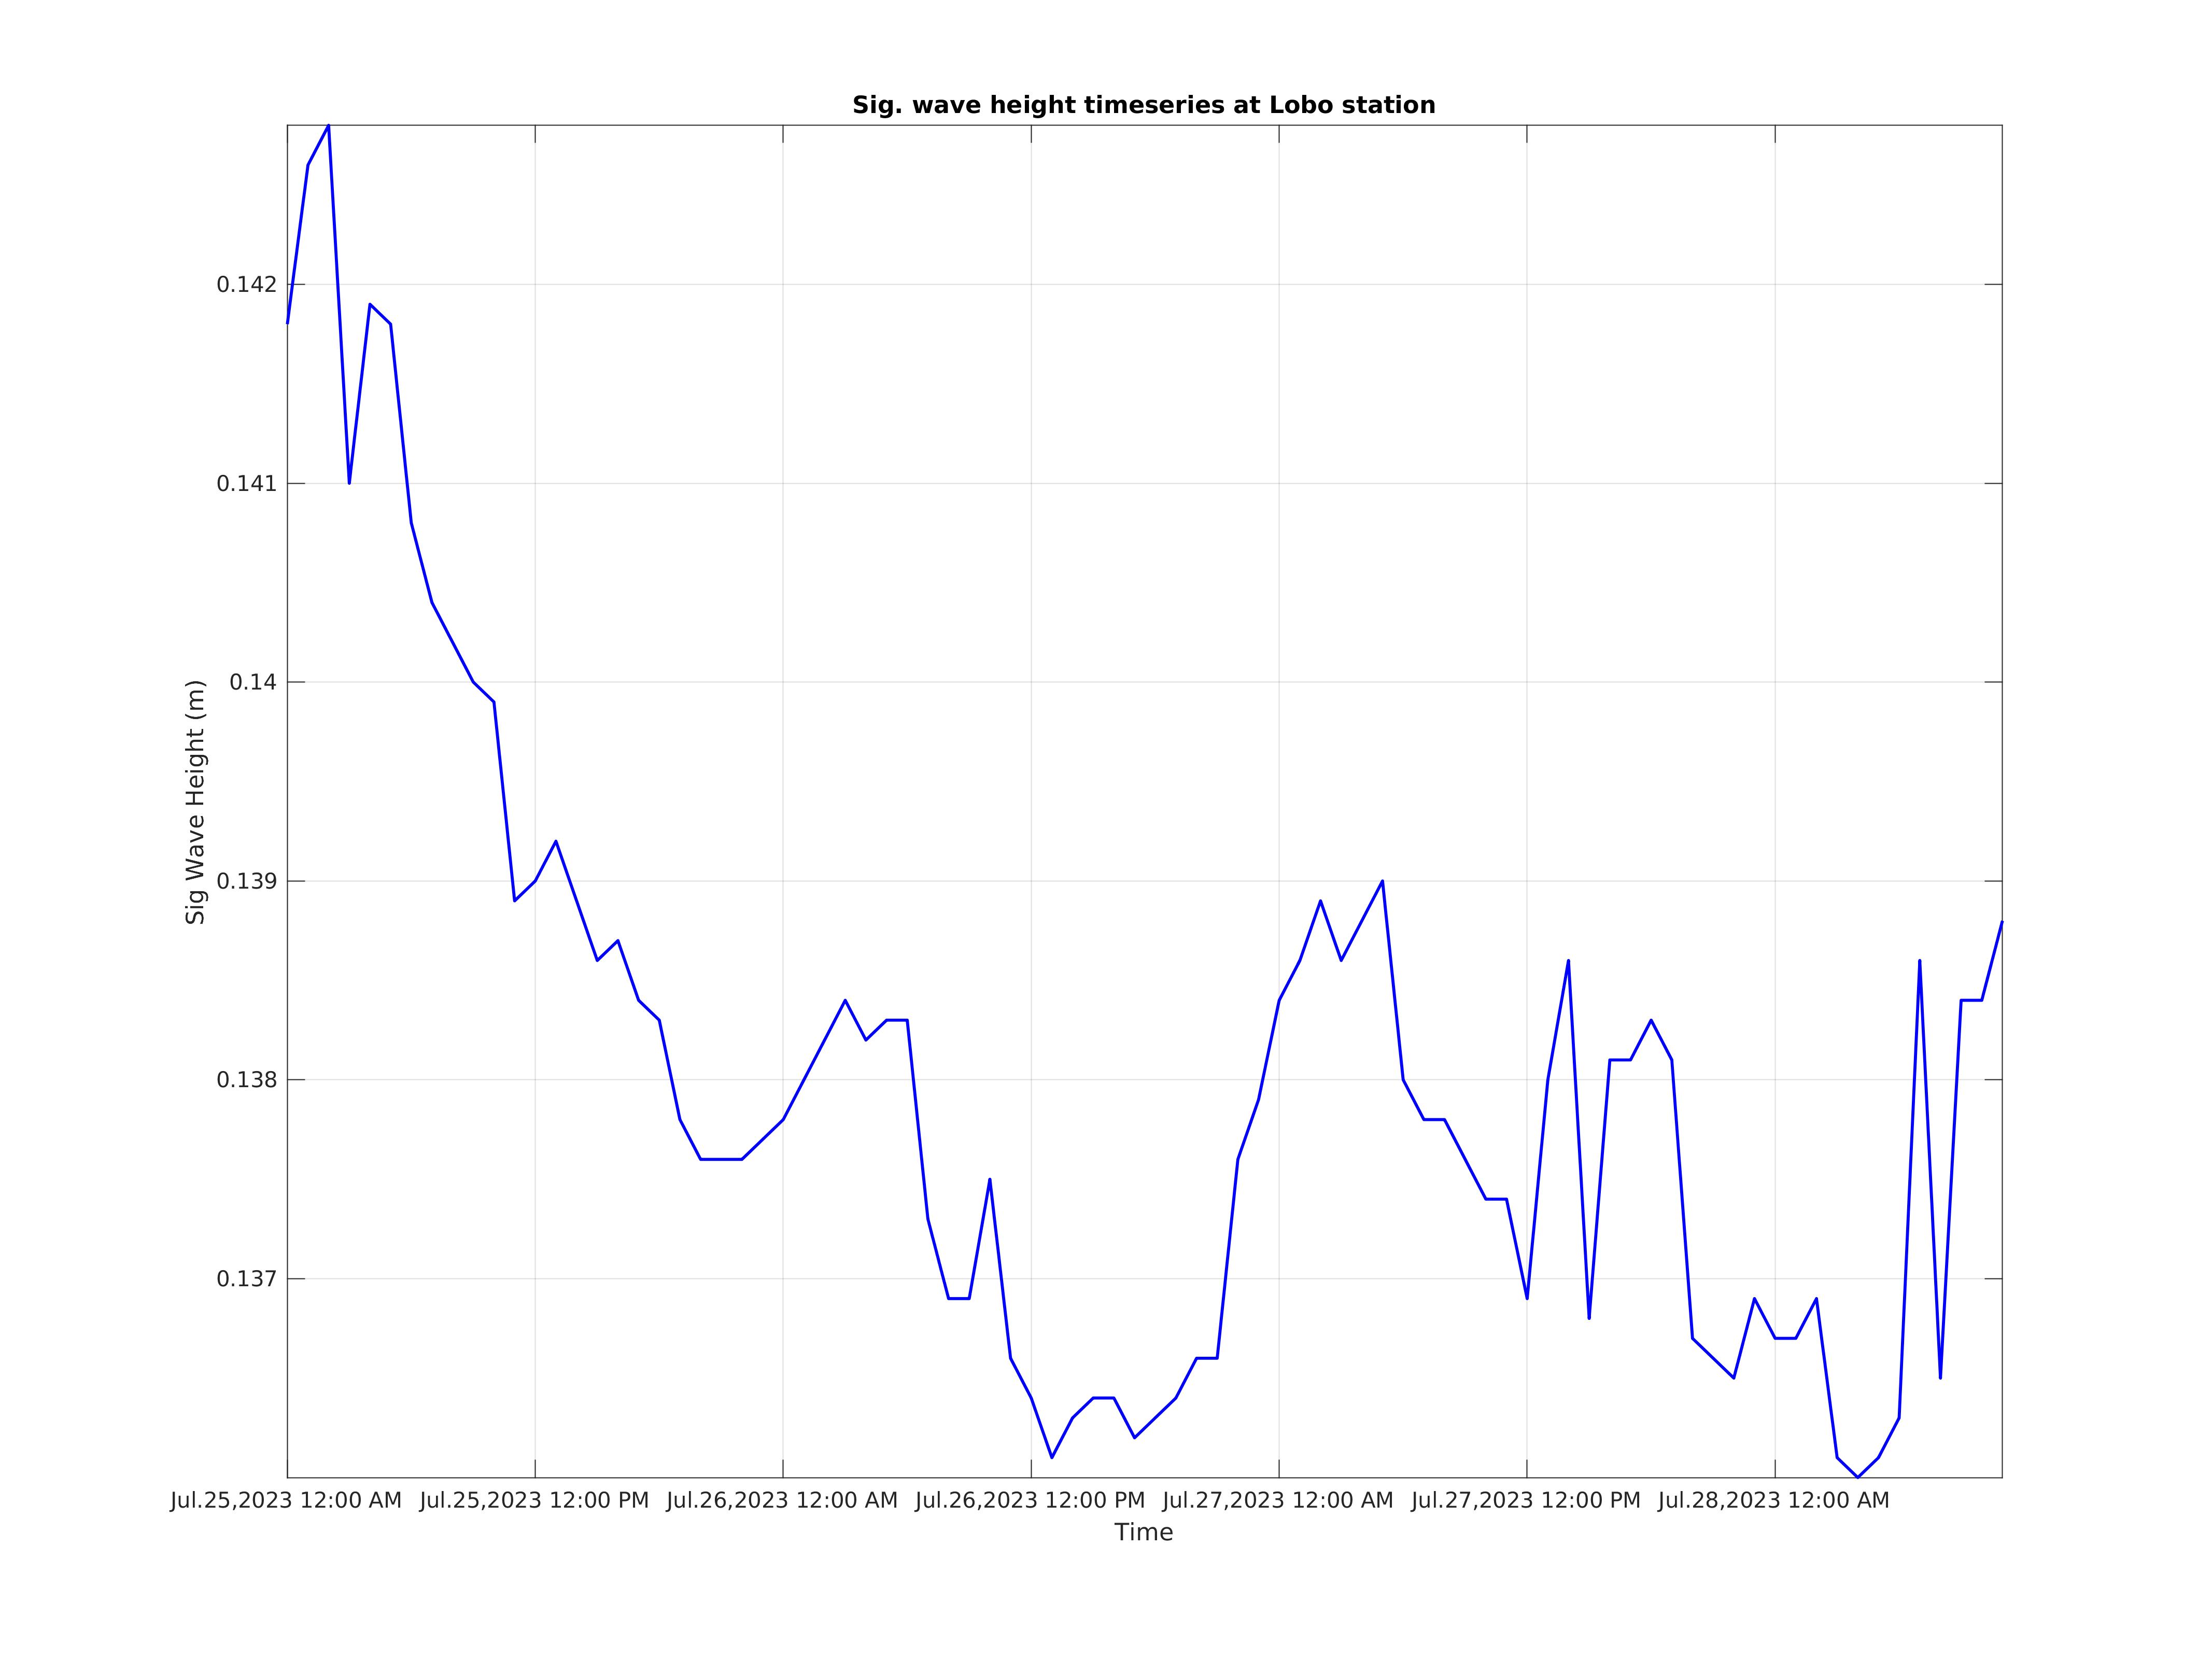 Sig. wave height timeseries at Lobo station
0.142
0.141
0.14
0.139
0.138
0.137
Sig Wave Height (m)
Jul.25,2023 12:00 AM Jul.25,2023 12:00 PM Jul.26,2023 12:00 AM Jul.26,2023 12:00 PM Jul.27,2023 12:00 AM Jul.27,2023 12:00 PM Jul.28,2023 12:00 AM
Time